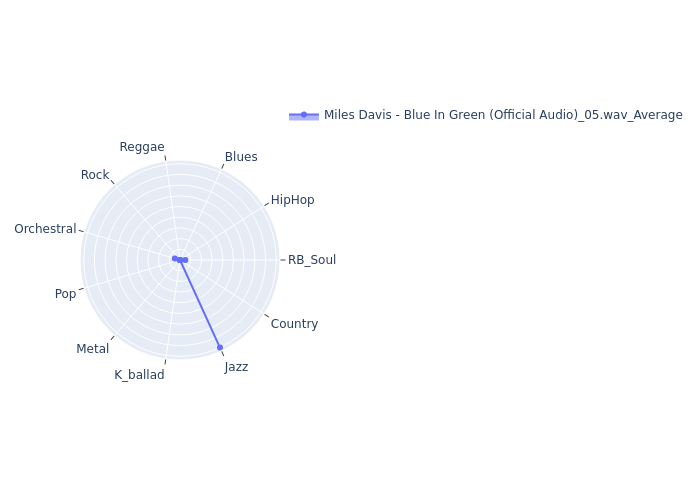 Miles Davis - Blue In Green (Official Audio)_05.wav_Average
Reggae
Blues
Rock
HipHop
Orchestral
RB_Soul
Pop
Country
Metal
Jazz
K_ballad